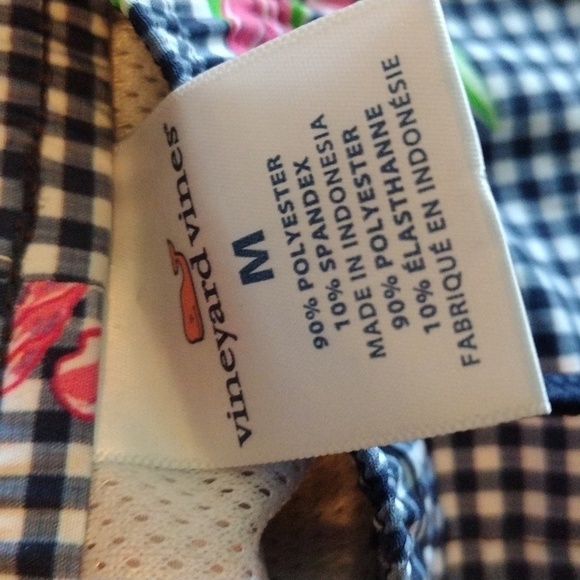 vineyard vines
M
90% POLYESTER
10% SPANDEX
MADE IN INDONESIA
90% POLYESTER
10% ÉLASTHANNE
FABRIQUÉ EN INDONÉSIE